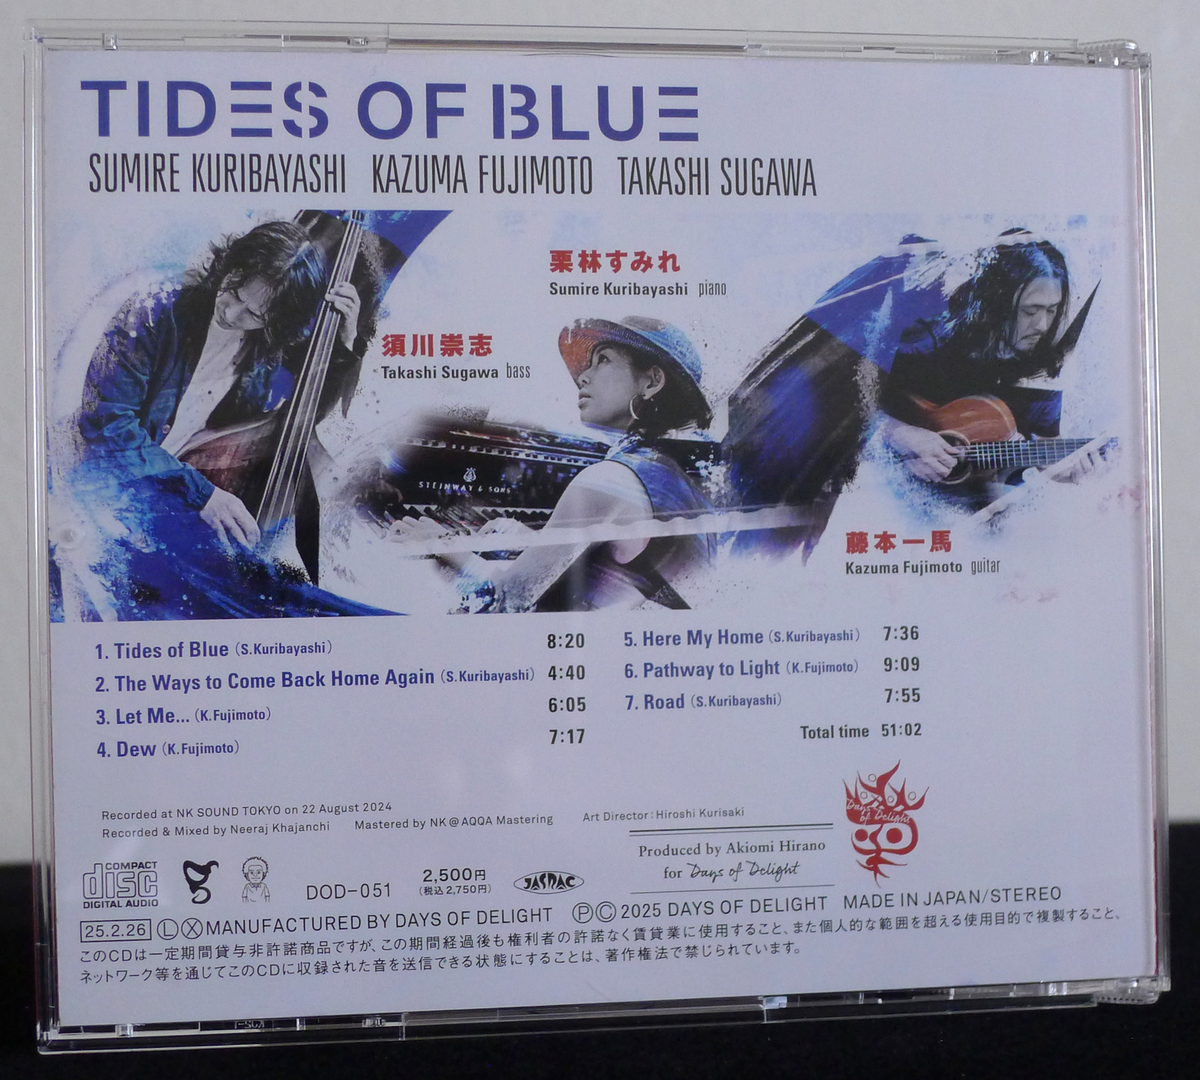 TIDES OF BLUE
SUMIRE KURIBAYASHI KAZUMA FUJIMOTO TAKASHI SUGAWA
栗林すみれ
Sumire Kuribayashi piano
須川崇志
Takashi Sugawa bass
STEINWAY & SONS
藤本一馬
Kazuma Fujimoto guitar
1. Tides of Blue (S.Kuribayashi) 8:20
2. The Ways to Come Back Home Again (S.Kuribayashi) 4:40
3. Let Me... (K.Fujimoto) 6:05
4. Dew (K.Fujimoto) 7:17
5. Here My Home (S.Kuribayashi) 7:36
6. Pathway to Light (K.Fujimoto) 9:09
7. Road (S.Kuribayashi) 7:55
Total time 51:02
Recorded at NK SOUND TOKYO on 22 August 2024
Recorded & Mixed by Neeraj Khajanchi Mastered by NK@AQQA Mastering Art Director:Hiroshi Kurisaki
Produced by Akiomi Hirano
for Days of Delight
Days of Delight
COMPACT
disc
DIGITAL AUDIO
DOD-051
2,500円
(税込2,750円)
JASRAC
25.2.26 ⓁⓍMANUFACTURED BY DAYS OF DELIGHT ⓅⒸ2025 DAYS OF DELIGHT MADE IN JAPAN/STEREO
このCDは一定期間貸与非許諾商品ですが、この期間経過後も権利者の許諾なく賃貸業に使用すること、また個人的な範囲を超える使用目的で複製すること、
ネットワーク等を通じてこのCDに収録された音を送信できる状態にすることは、著作権法で禁じられています。